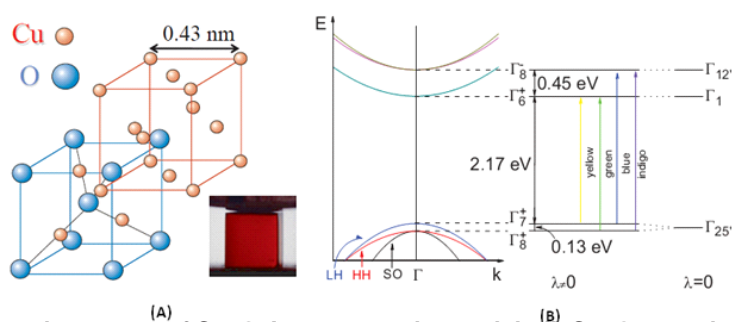 Cu
O
0.43 nm
(A)
E
Γ₈⁻
Γ₆⁺
0.45 eV
2.17 eV
yellow
green
blue
indigo
Γ₇⁺
Γ₈⁺
0.13 eV
LH
HH
SO
Γ
k
λ≠0
λ=0
Γ₁₂'
Γ₁
Γ₂₅'
(B)